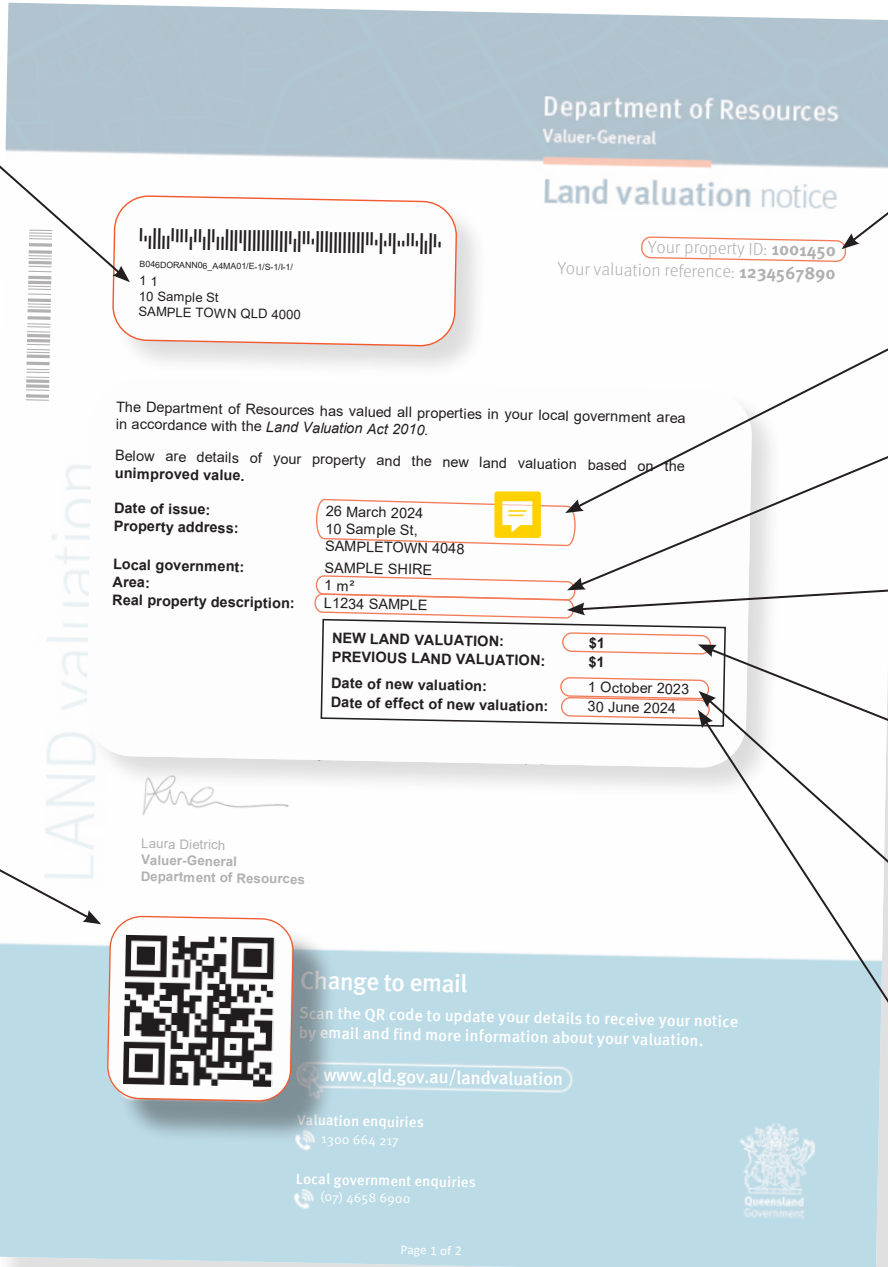 Department of Resources
Valuer-General
Land valuation notice
Your property ID: 1001450
Your valuation reference: 1234567890
B046DORANN06_A4MA01/E-1/S-1/I-1/
1 1
10 Sample St
SAMPLE TOWN QLD 4000
LAND valuation
The Department of Resources has valued all properties in your local government area
in accordance with the Land Valuation Act 2010.
Below are details of your property and the new land valuation based on the
unimproved value.
Date of issue: 26 March 2024
Property address: 10 Sample St,
SAMPLETOWN 4048
Local government: SAMPLE SHIRE
Area: 1 m²
Real property description: L1234 SAMPLE
NEW LAND VALUATION: $1
PREVIOUS LAND VALUATION: $1
Date of new valuation: 1 October 2023
Date of effect of new valuation: 30 June 2024
Laura Dietrich
Valuer-General
Department of Resources
Change to email
Scan the QR code to update your details to receive your notice
by email and find more information about your valuation.
www.qld.gov.au/landvaluation
Valuation enquiries
1300 664 217
Local government enquiries
(07) 4658 6900
Queensland
Government
Page 1 of 2